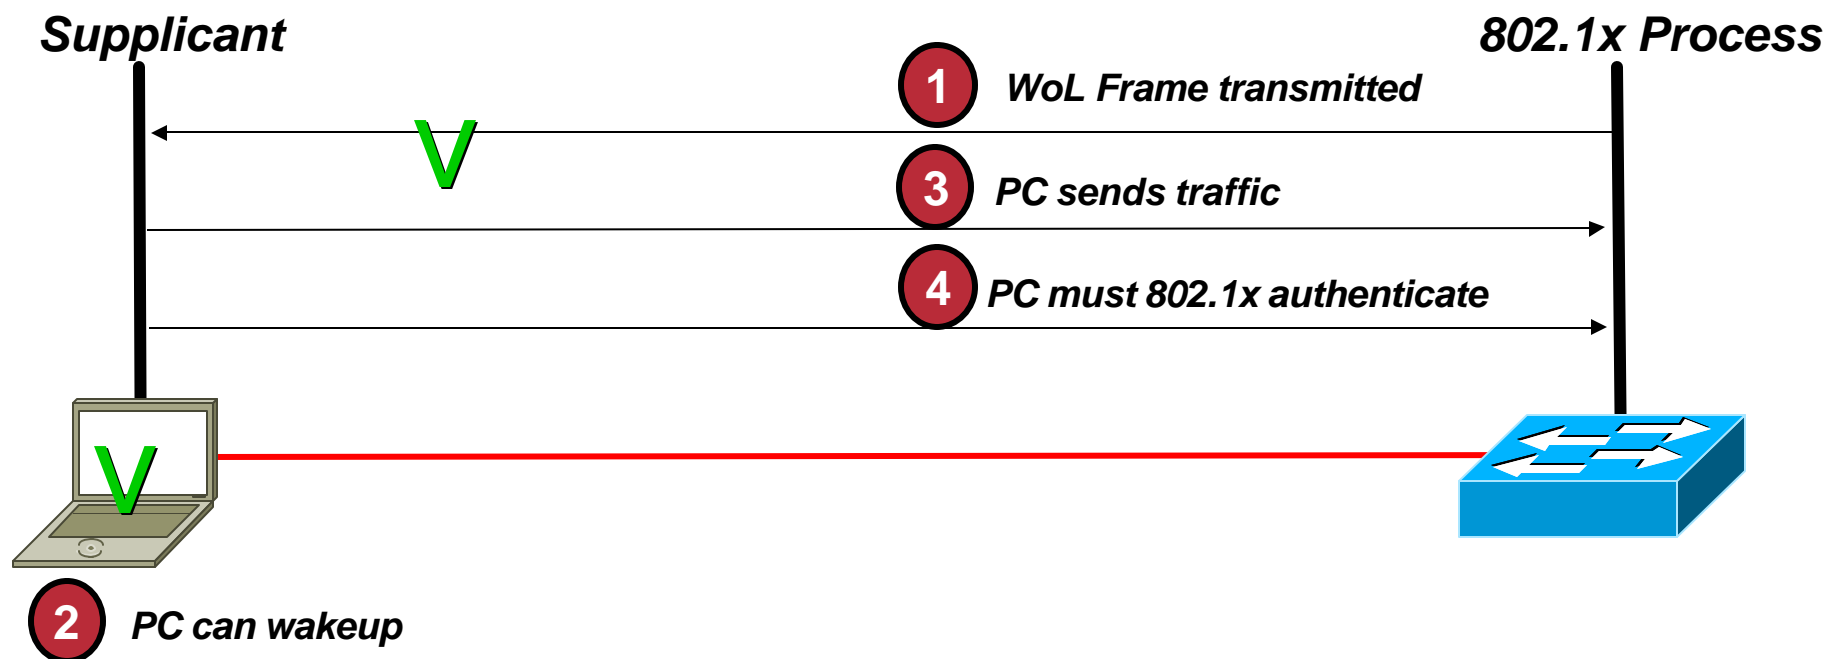 Supplicant
802.1x Process
1 WoL Frame transmitted
V
3 PC sends traffic
4 PC must 802.1x authenticate
V
2 PC can wakeup